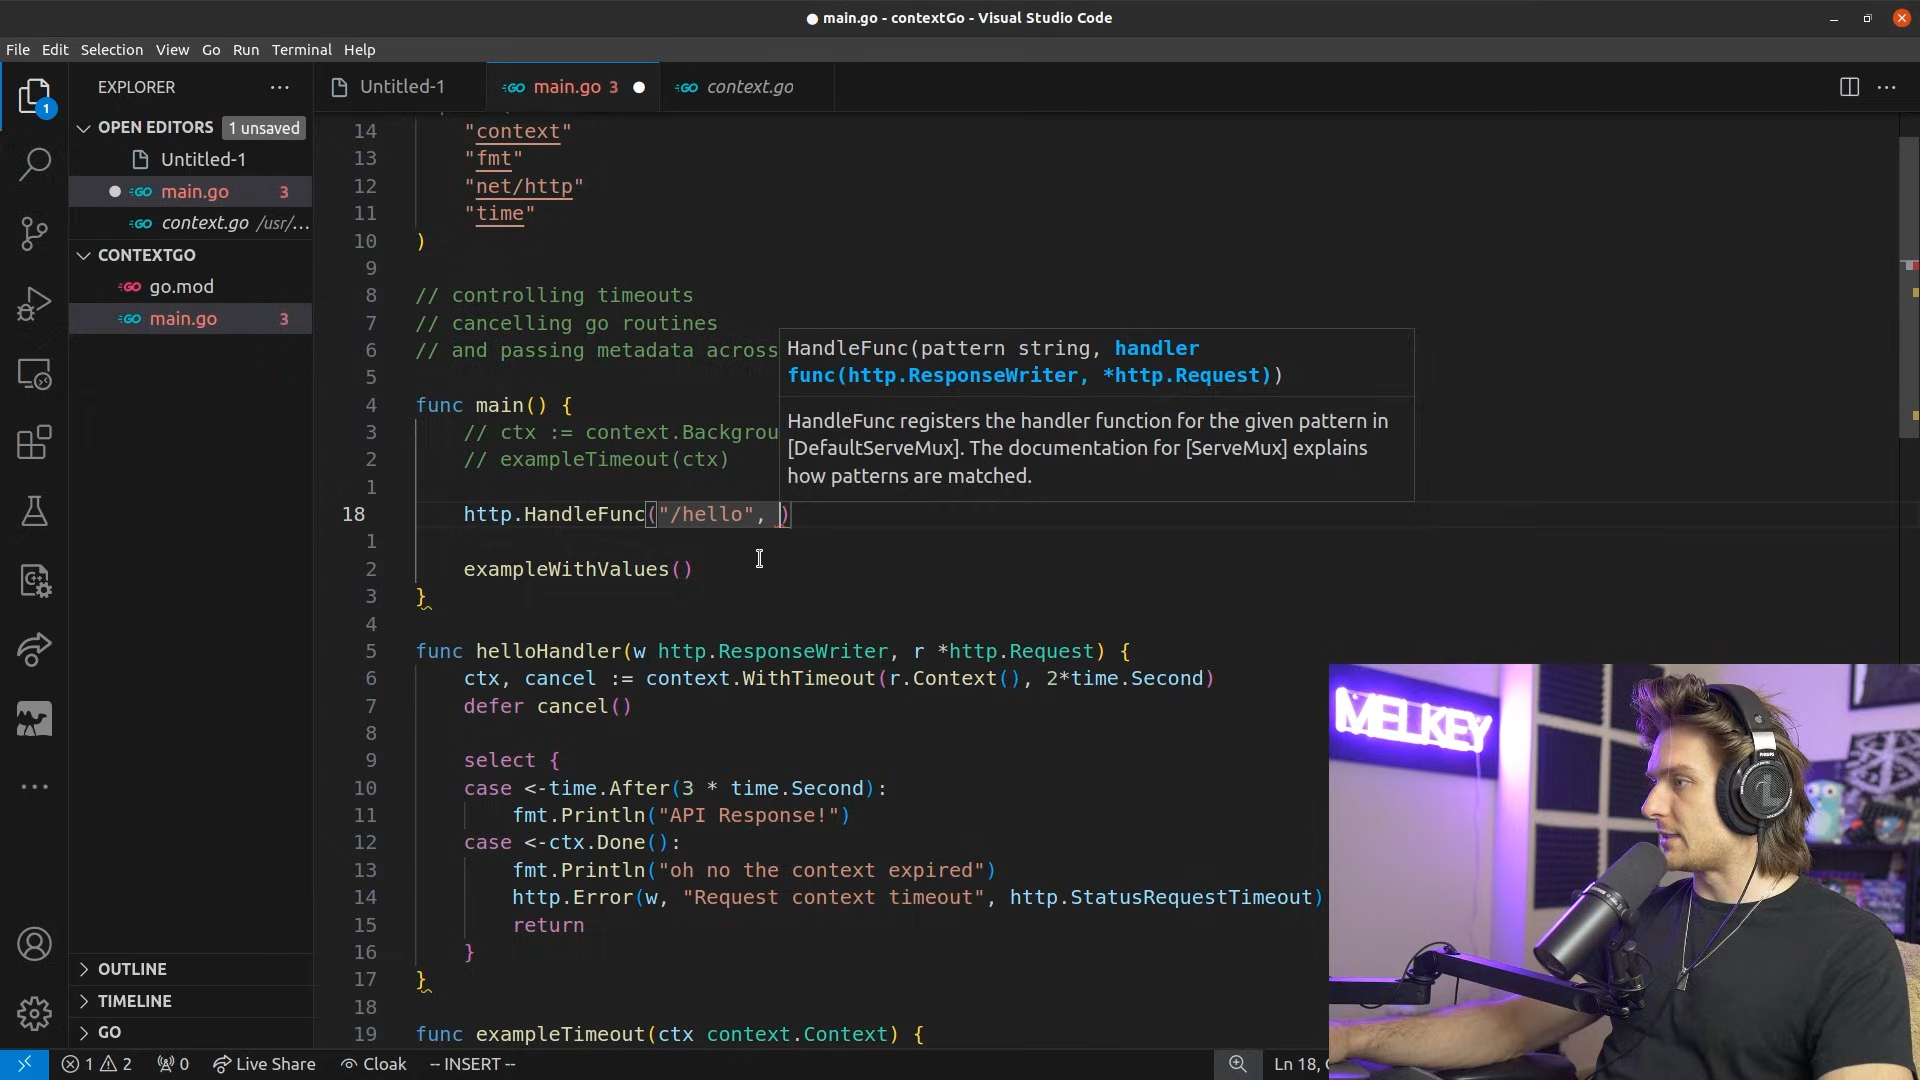 main.go - contextGo - Visual Studio Code
File Edit Selection View Go Run Terminal Help
EXPLORER
Untitled-1
main.go 3
context.go
OPEN EDITORS 1 unsaved
Untitled-1
main.go 3
context.go /usr/...
CONTEXTGO
go.mod
main.go 3
1
14 "context"
13 "fmt"
12 "net/http"
11 "time"
10 )
9
8 // controlling timeouts
7 // cancelling go routines
6 // and passing metadata across
5
4 func main() {
3 // ctx := context.Backgrou
2 // exampleTimeout(ctx)
1
18 http.HandleFunc("/hello", )
1
2 exampleWithValues()
3 }
4
5 func helloHandler(w http.ResponseWriter, r *http.Request) {
6 ctx, cancel := context.WithTimeout(r.Context(), 2*time.Second)
7 defer cancel()
8
9 select {
10 case <-time.After(3 * time.Second):
11 fmt.Println("API Response!")
12 case <-ctx.Done():
13 fmt.Println("oh no the context expired")
14 http.Error(w, "Request context timeout", http.StatusRequestTimeout)
15 return
16 }
17 }
18
19 func exampleTimeout(ctx context.Context) {
HandleFunc(pattern string, handler
func(http.ResponseWriter, *http.Request))
HandleFunc registers the handler function for the given pattern in
[DefaultServeMux]. The documentation for [ServeMux] explains
how patterns are matched.
MELKEY
OUTLINE
TIMELINE
GO
1 2 0 Live Share Cloak -- INSERT -- Ln 18,